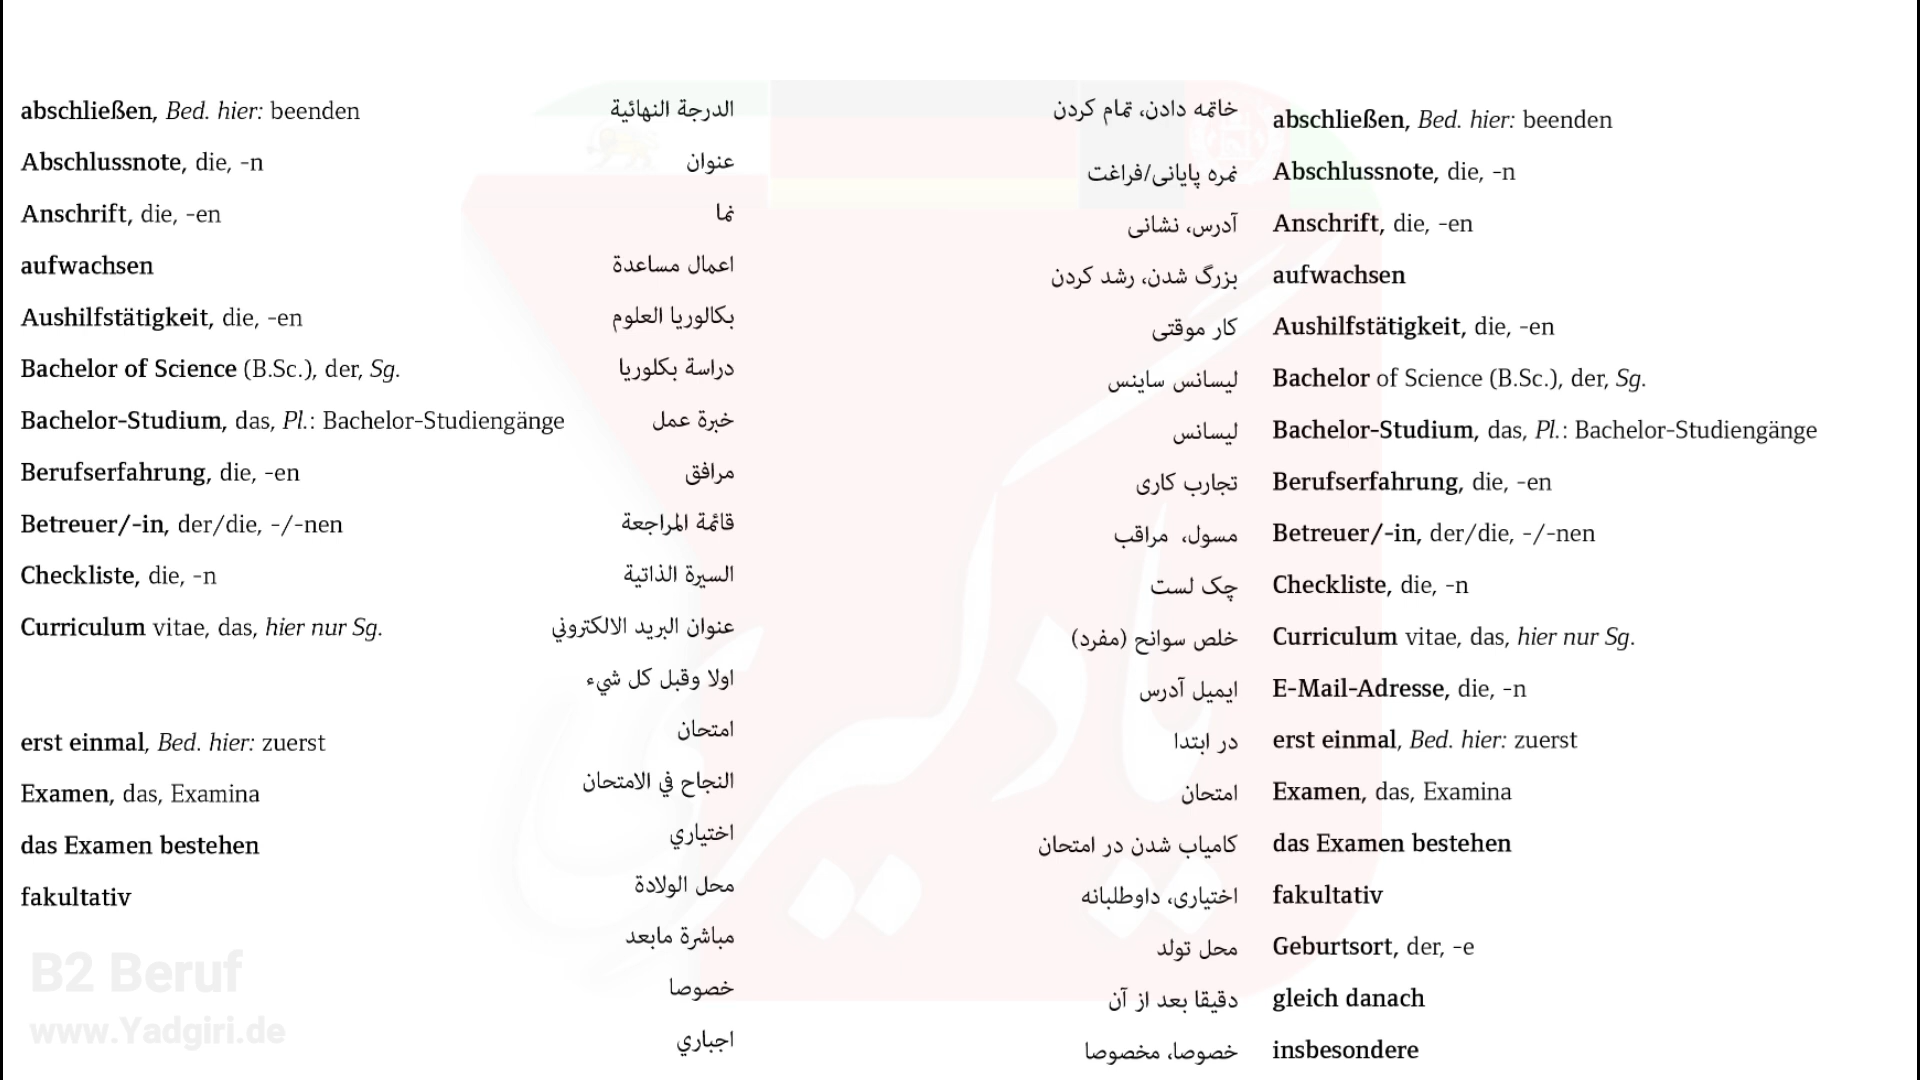 abschließen, Bed. hier: beenden الدرجة النهائية
Abschlussnote, die, -n عنوان
Anschrift, die, -en نما
aufwachsen اعمال مساعدة
Aushilfstätigkeit, die, -en بكالوريا العلوم
Bachelor of Science (B.Sc.), der, Sg. دراسة بكلوريا
Bachelor-Studium, das, Pl.: Bachelor-Studiengänge خبرة عمل
Berufserfahrung, die, -en مرافق
Betreuer/-in, der/die, -/-nen قائمة المراجعة
Checkliste, die, -n السيرة الذاتية
Curriculum vitae, das, hier nur Sg. عنوان البريد الالكتروني
اولا وقبل كل شيء
erst einmal, Bed. hier: zuerst امتحان
Examen, das, Examina النجاح في الامتحان
das Examen bestehen اختياري
fakultativ محل الولادة
مباشرة مابعد
خصوصا
اجباري
B2 Beruf
www.Yadgiri.de
خاتمه دادن، تمام کردن abschließen, Bed. hier: beenden
نمره پایانی/فراغت Abschlussnote, die, -n
آدرس، نشانی Anschrift, die, -en
بزرگ شدن، رشد کردن aufwachsen
کار موقتی Aushilfstätigkeit, die, -en
لیسانس ساینس Bachelor of Science (B.Sc.), der, Sg.
لیسانس Bachelor-Studium, das, Pl.: Bachelor-Studiengänge
تجارب کاری Berufserfahrung, die, -en
مسول، مراقب Betreuer/-in, der/die, -/-nen
چک لست Checkliste, die, -n
خلص سوانح (مفرد) Curriculum vitae, das, hier nur Sg.
ایمیل آدرس E-Mail-Adresse, die, -n
در ابتدا erst einmal, Bed. hier: zuerst
امتحان Examen, das, Examina
کامیاب شدن در امتحان das Examen bestehen
اختیاری، داوطلبانه fakultativ
محل تولد Geburtsort, der, -e
دقیقا بعد از آن gleich danach
خصوصا، مخصوصا insbesondere
یادگیری